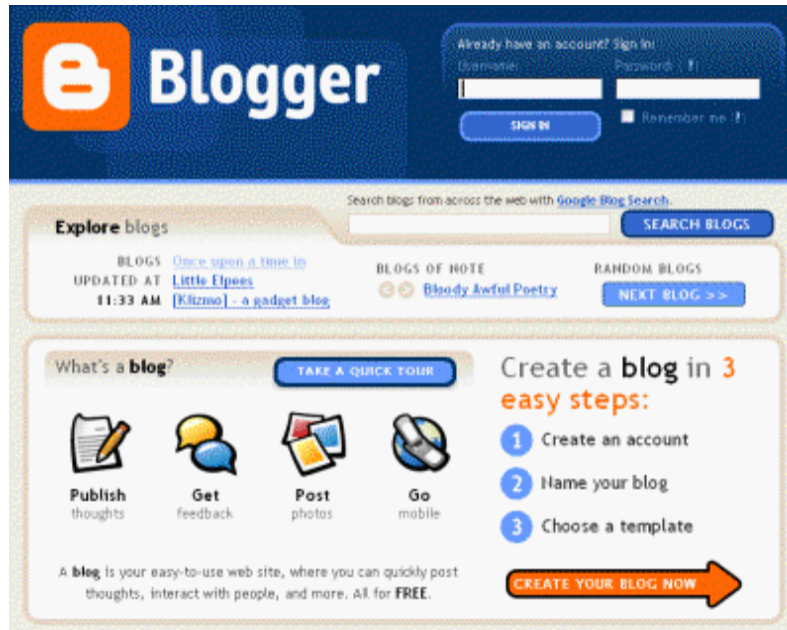 Blogger
Already have an account? Sign in:
Username: Password: (?)
SIGN IN Remember me (?)
Search blogs from across the web with Google Blog Search.
Explore blogs
SEARCH BLOGS
BLOGS UPDATED AT 11:33 AM
Once upon a time in
Little Elpees
[Klizmo] - a gadget blog
BLOGS OF NOTE
Bloody Awful Poetry
RANDOM BLOGS
NEXT BLOG >>
What's a blog?
TAKE A QUICK TOUR
Publish thoughts
Get feedback
Post photos
Go mobile
A blog is your easy-to-use web site, where you can quickly post
thoughts, interact with people, and more. All for FREE.
Create a blog in 3
easy steps:
1 Create an account
2 Name your blog
3 Choose a template
CREATE YOUR BLOG NOW